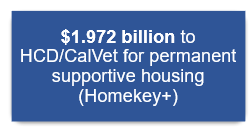 $1.972 billion to
HCD/CalVet for permanent
supportive housing
(Homekey+)